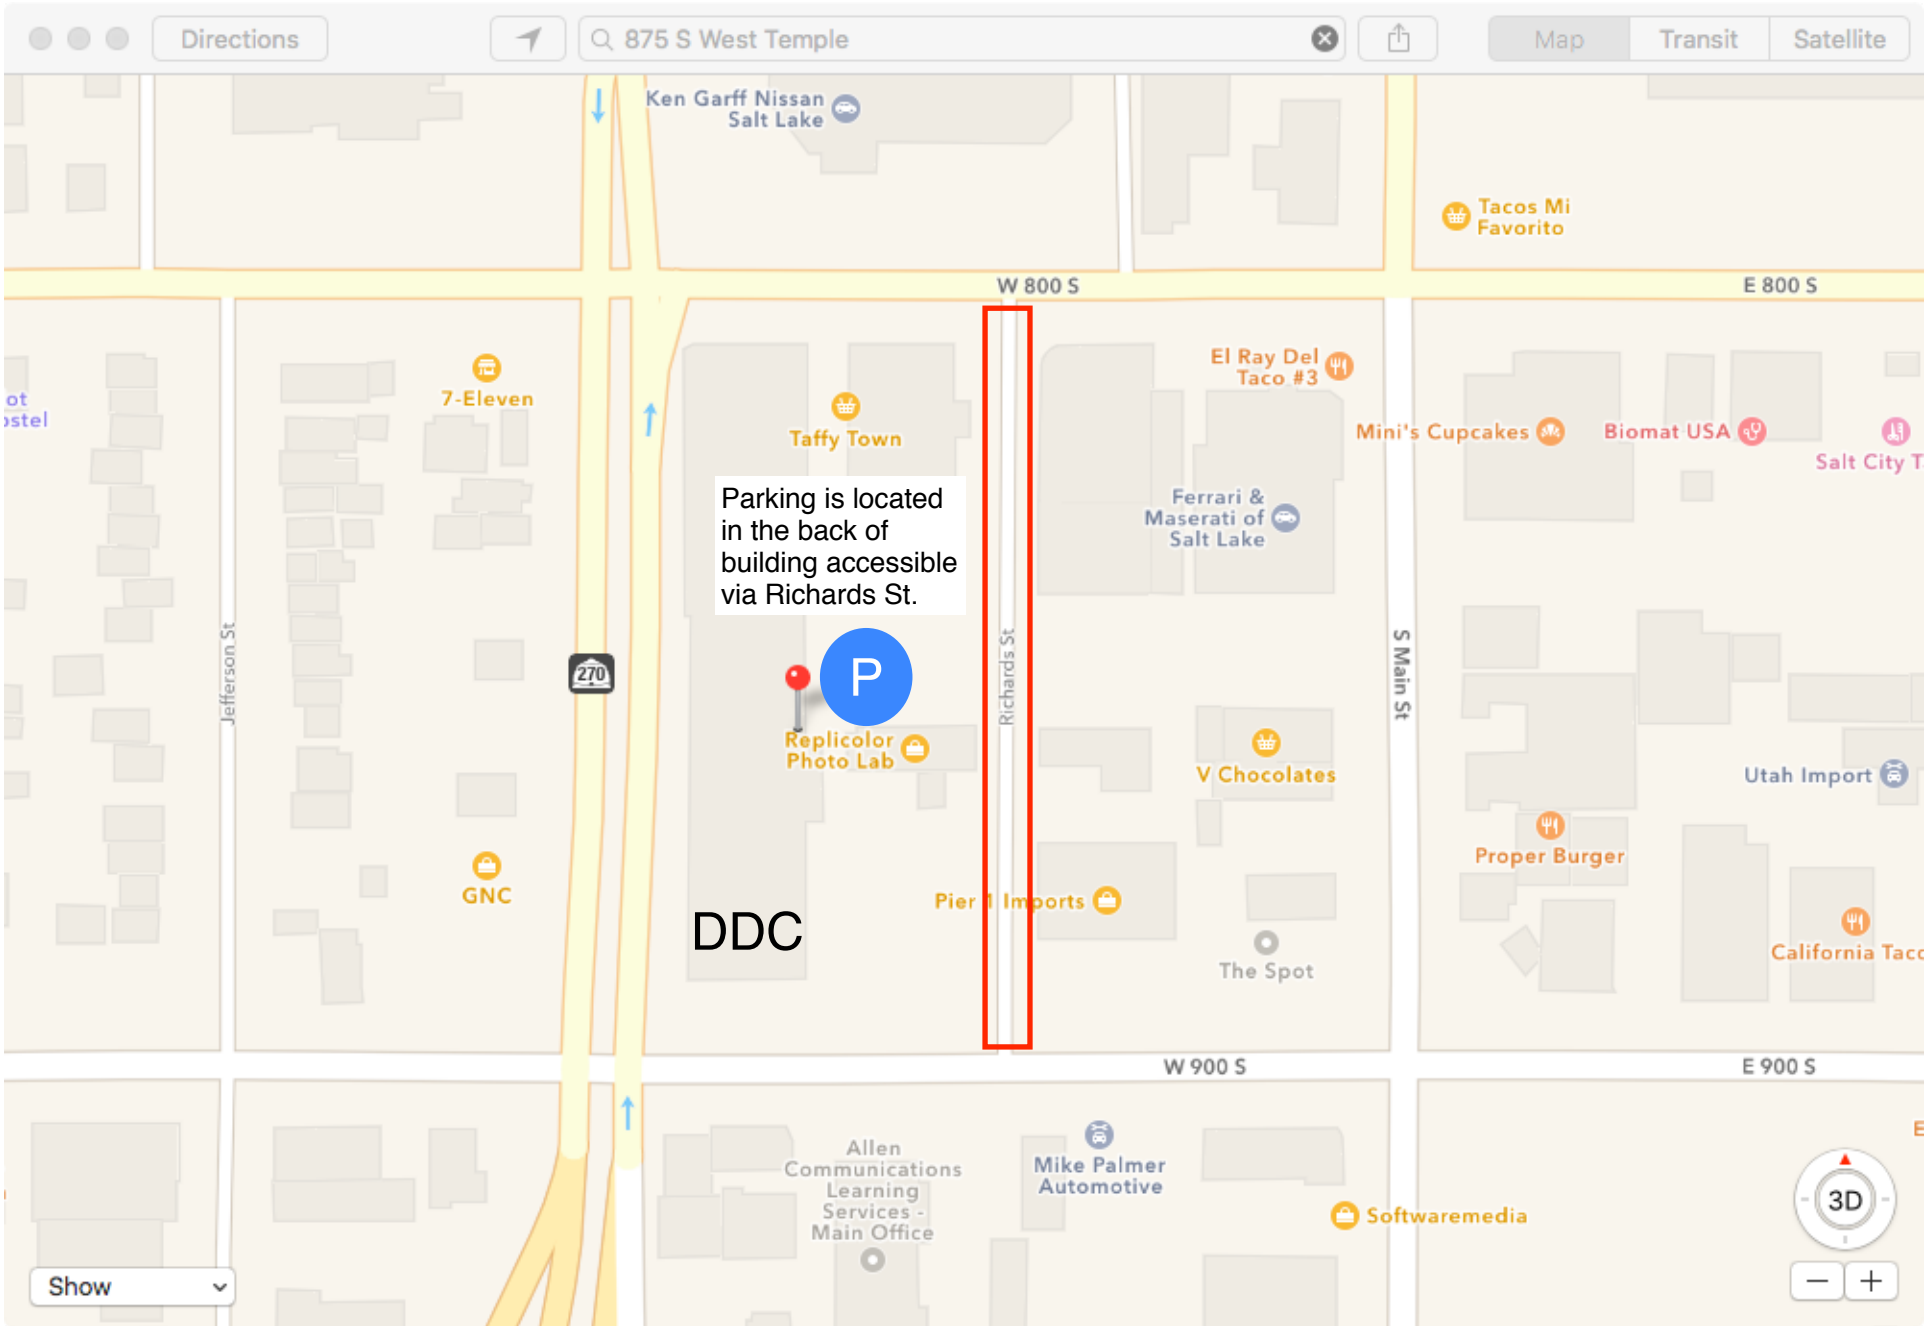 Directions
875 S West Temple
Map
Transit
Satellite
Ken Garff Nissan
Salt Lake
Tacos Mi
Favorito
W 800 S
E 800 S
7-Eleven
Taffy Town
El Ray Del
Taco #3
ot
ostel
Mini's Cupcakes
Biomat USA
Salt City T
Ferrari &
Maserati of
Salt Lake
Parking is located
in the back of
building accessible
via Richards St.
P
Jefferson St
270
Richards St
S Main St
Replicolor
Photo Lab
V Chocolates
Utah Import
Proper Burger
GNC
Pier 1 Imports
DDC
The Spot
California Taco
W 900 S
E 900 S
Allen
Communications
Learning
Services -
Main Office
Mike Palmer
Automotive
E
Softwaremedia
3D
Show